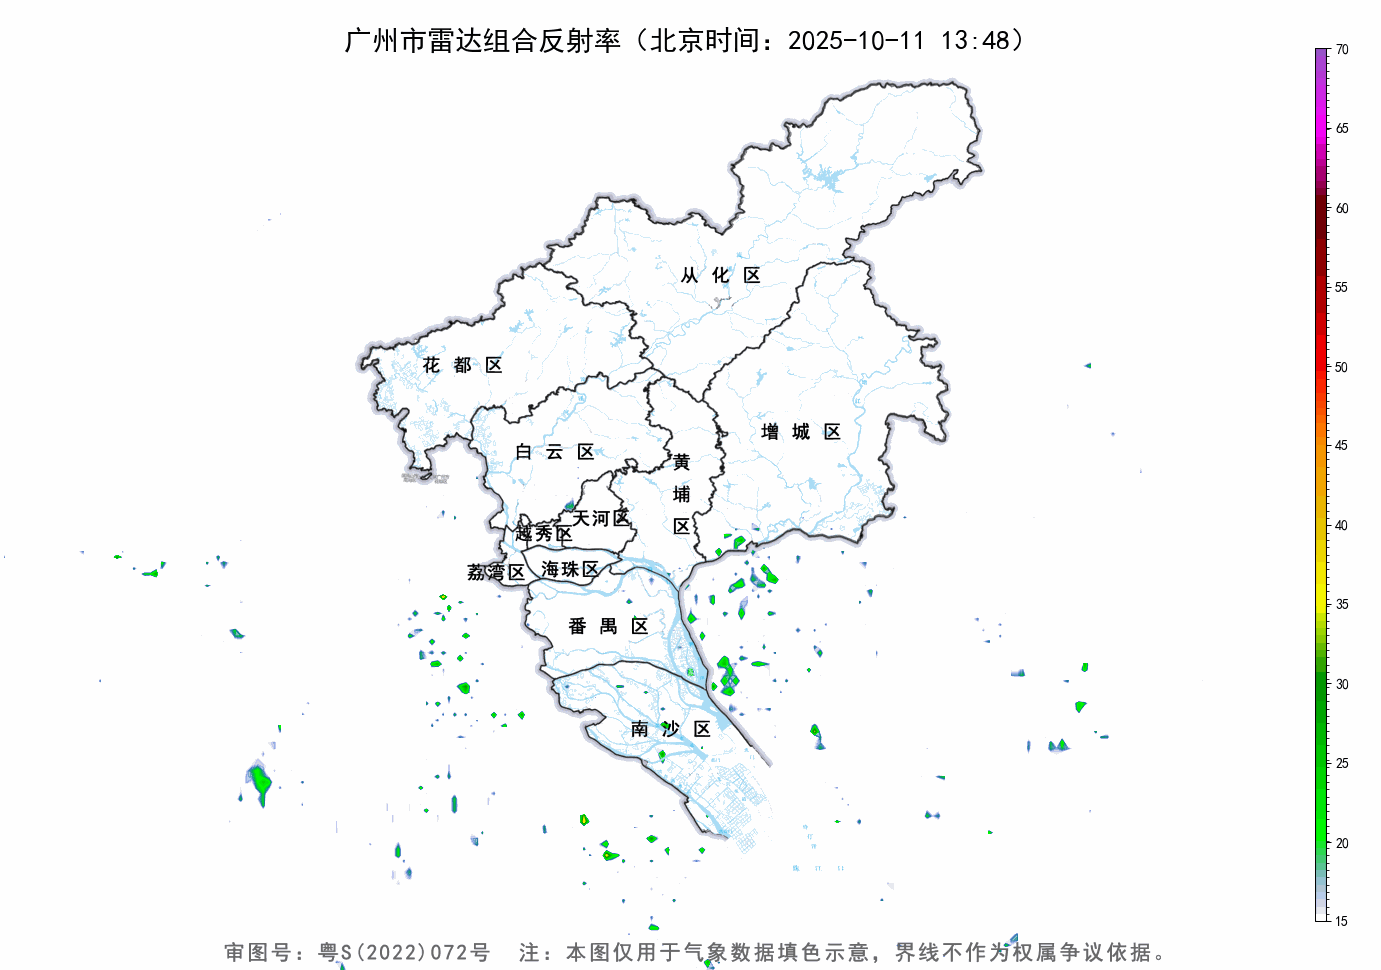 广州市雷达组合反射率（北京时间：2025-10-11 13:48）
70
65
60
55
50
45
40
35
30
25
20
15
从化区
花都区
增城区
白云区
黄埔区
天河区
越秀区
荔湾区
海珠区
番禺区
南沙区
审图号：粤S(2022)072号 注：本图仅用于气象数据填色示意，界线不作为权属争议依据。